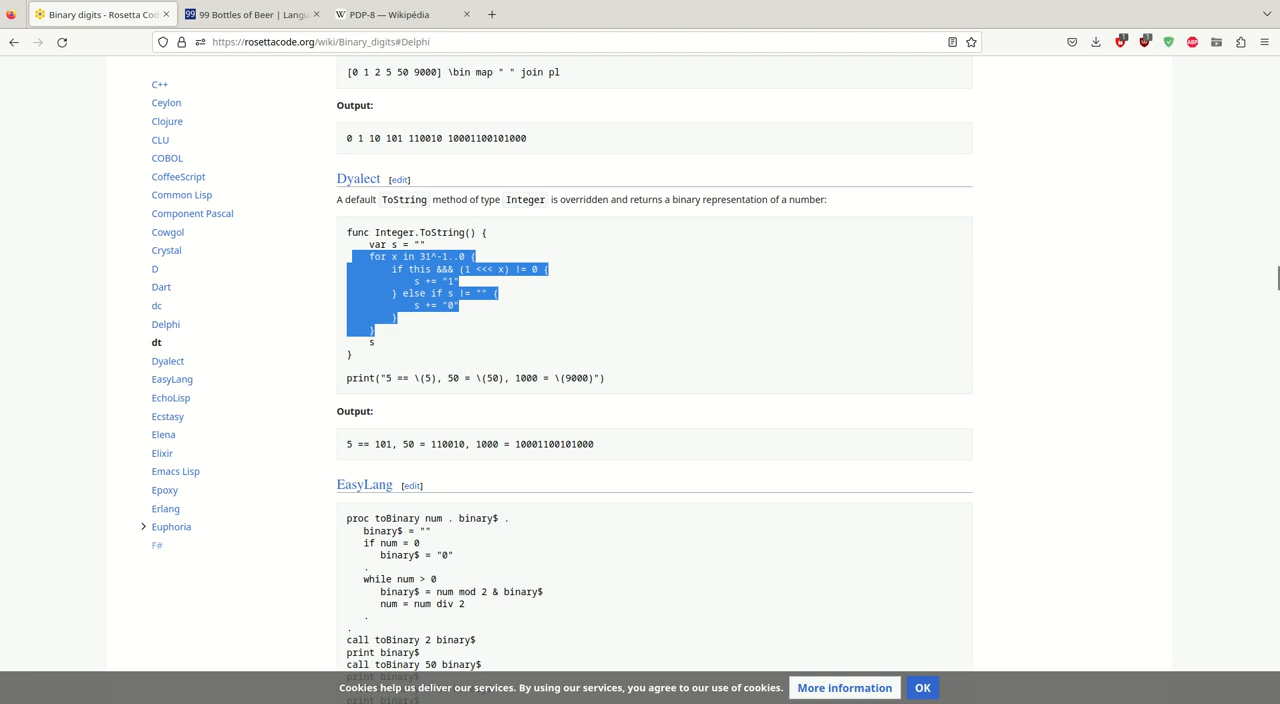 Binary digits - Rosetta Cod
99 Bottles of Beer | Langu
PDP-8 — Wikipédia
https://rosettacode.org/wiki/Binary_digits#Delphi
1
1
ABP
C++
Ceylon
Clojure
CLU
COBOL
CoffeeScript
Common Lisp
Component Pascal
Cowgol
Crystal
D
Dart
dc
Delphi
dt
Dyalect
EasyLang
EchoLisp
Ecstasy
Elena
Elixir
Emacs Lisp
Epoxy
Erlang
Euphoria
F#
[0 1 2 5 50 9000] \bin map " " join pl
Output:
0 1 10 101 110010 10001100101000
Dyalect [edit]
A default ToString method of type Integer is overridden and returns a binary representation of a number:
func Integer.ToString() {
    var s = ""
    for x in 31^-1..0 {
        if this &&& (1 <<< x) != 0 {
            s += "1"
        } else if s != "" {
            s += "0"
        }
    }
    s
}
print("5 == \(5), 50 = \(50), 1000 = \(9000)")
Output:
5 == 101, 50 = 110010, 1000 = 10001100101000
EasyLang [edit]
proc toBinary num . binary$ .
   binary$ = ""
   if num = 0
      binary$ = "0"
   .
   while num > 0
      binary$ = num mod 2 & binary$
      num = num div 2
   .
.
call toBinary 2 binary$
print binary$
call toBinary 50 binary$
print binary$
print binary$
Cookies help us deliver our services. By using our services, you agree to our use of cookies.
More information
OK